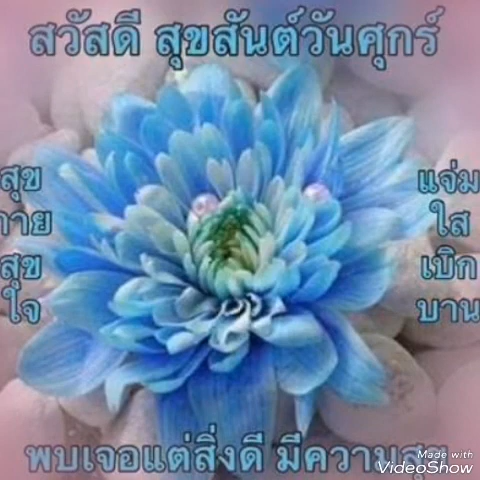 สวัสดี สุขสันต์วันศุกร์
สุข
กาย
สุข
ใจ
แจ่ม
ใส
เบิก
บาน
พบเจอแต่สิ่งดี มีความสุข
Made with
VideoShow